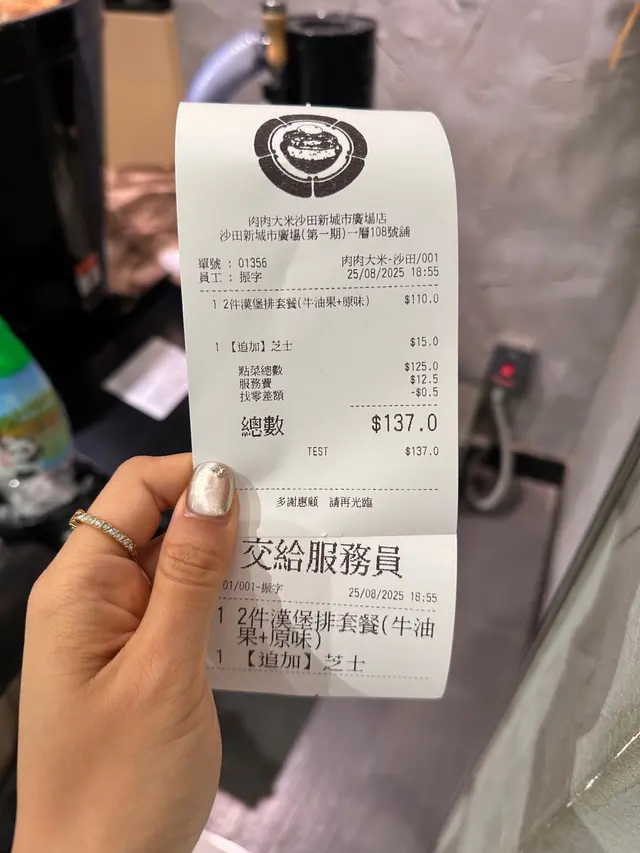 肉肉大米沙田新城市廣場店
沙田新城市廣場(第一期)一層108號舖
單號 : 01356 肉肉大米-沙田/001
員工 : 振字 25/08/2025 18:55
1 2件漢堡排套餐(牛油果+原味) $110.0
1 【追加】芝士 $15.0
點菜總數 $125.0
服務費 $12.5
找零差額 -$0.5
總數 $137.0
TEST $137.0
多謝惠顧 請再光臨
交給服務員
01/001-振字 25/08/2025 18:55
1 2件漢堡排套餐(牛油
果+原味)
1 【追加】芝士